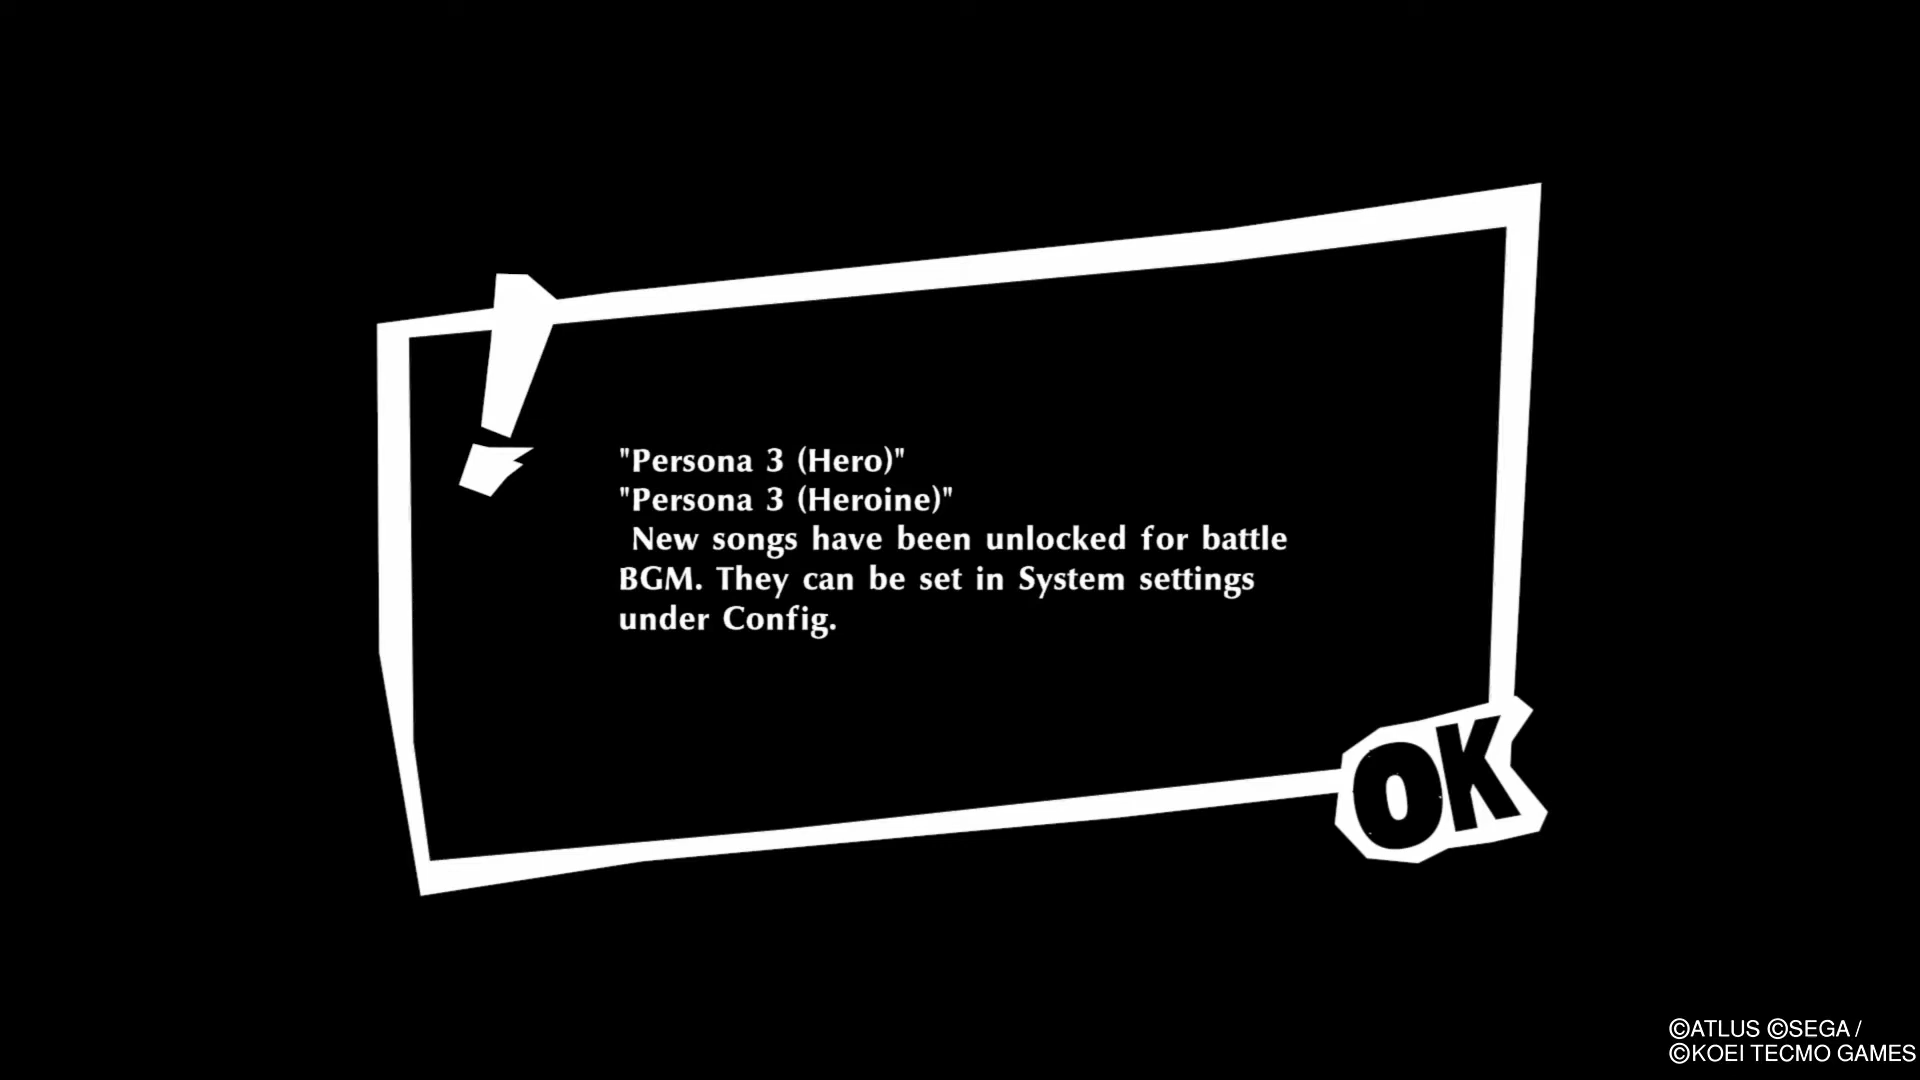 "Persona 3 (Hero)"
"Persona 3 (Heroine)"
New songs have been unlocked for battle
BGM. They can be set in System settings
under Config.
OK
©ATLUS ©SEGA /
©KOEI TECMO GAMES